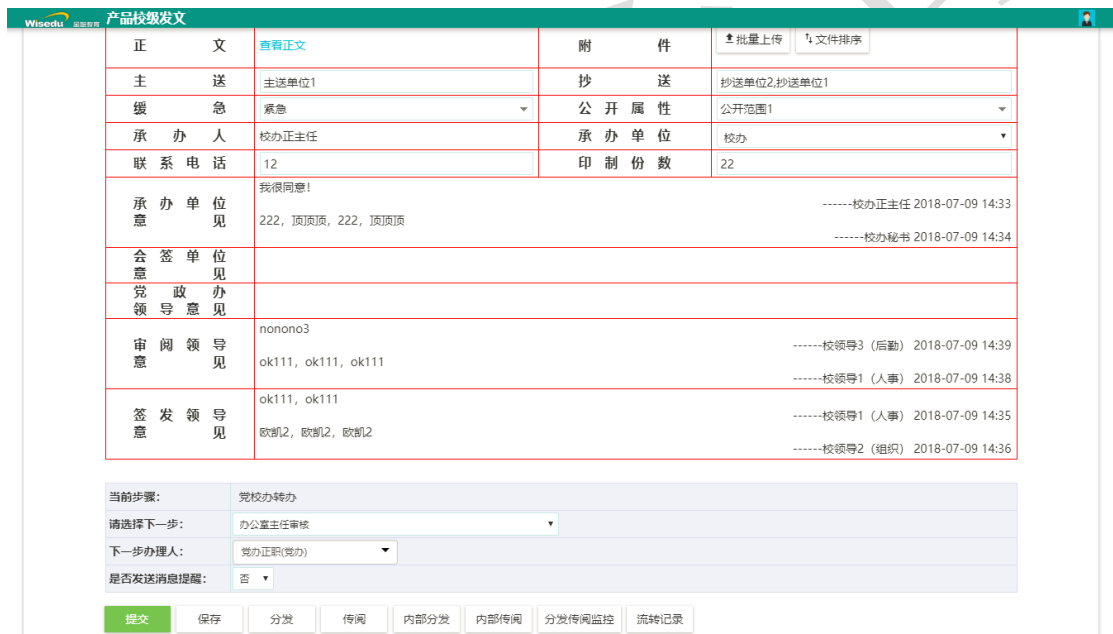 Wisedu 金智教育 产品校级发文
正文 查看正文 附件 批量上传 文件排序
主送 主送单位1 抄送 抄送单位2,抄送单位1
缓急 紧急 公开属性 公开范围1
承办人 校办正主任 承办单位 校办
联系电话 12 印制份数 22
承办单位意见
我很同意!
------校办正主任 2018-07-09 14:33
222，顶顶顶，222，顶顶顶
------校办秘书 2018-07-09 14:34
会签单位意见
党政办领导意见
审阅领导意见
nonono3
------校领导3（后勤） 2018-07-09 14:39
ok111，ok111，ok111
------校领导1（人事） 2018-07-09 14:38
签发领导意见
ok111，ok111
------校领导1（人事） 2018-07-09 14:35
欧凯2，欧凯2，欧凯2
------校领导2（组织） 2018-07-09 14:36
当前步骤： 党校办转办
请选择下一步： 办公室主任审核
下一步办理人： 党办正职(党办)
是否发送消息提醒： 否
提交 保存 分发 传阅 内部分发 内部传阅 分发传阅监控 流转记录